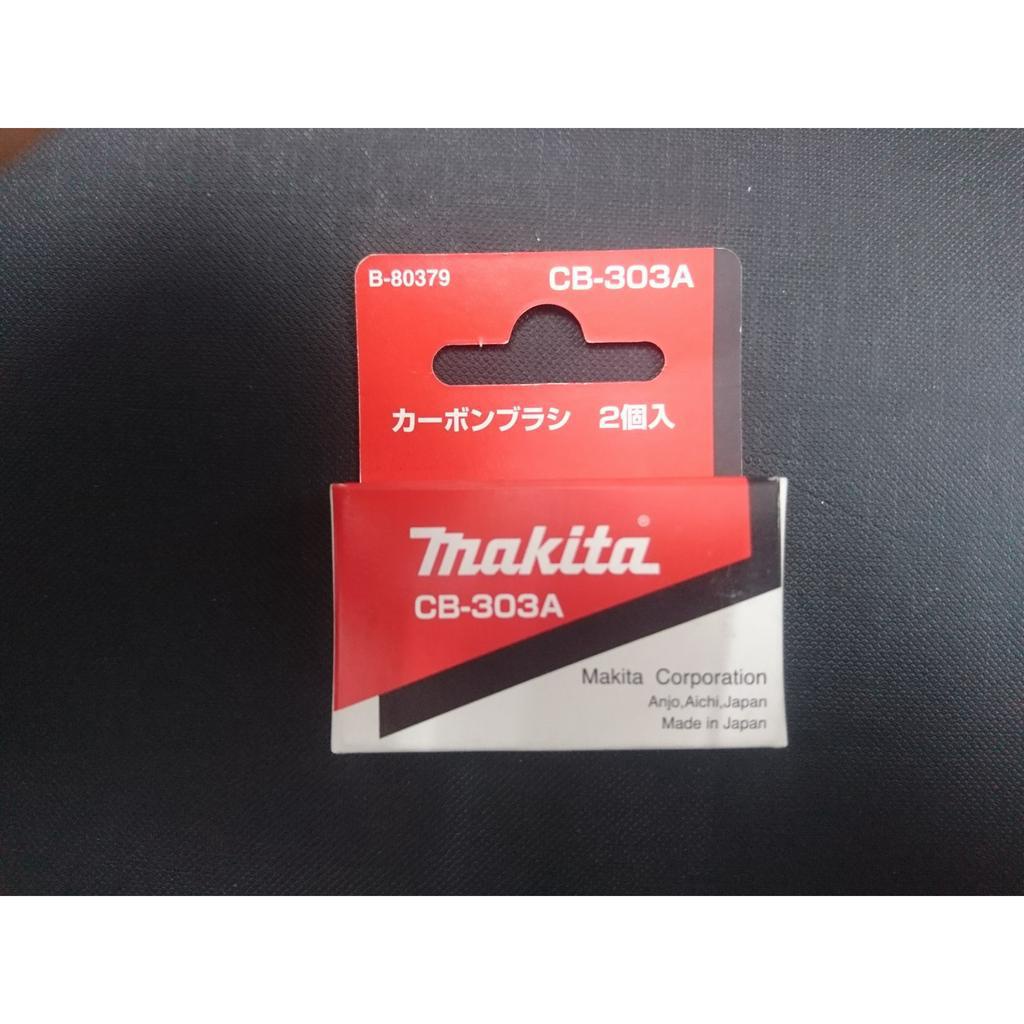 B-80379 CB-303A
カーボンブラシ 2個入
makita®
CB-303A
Makita Corporation
Anjo,Aichi,Japan
Made in Japan